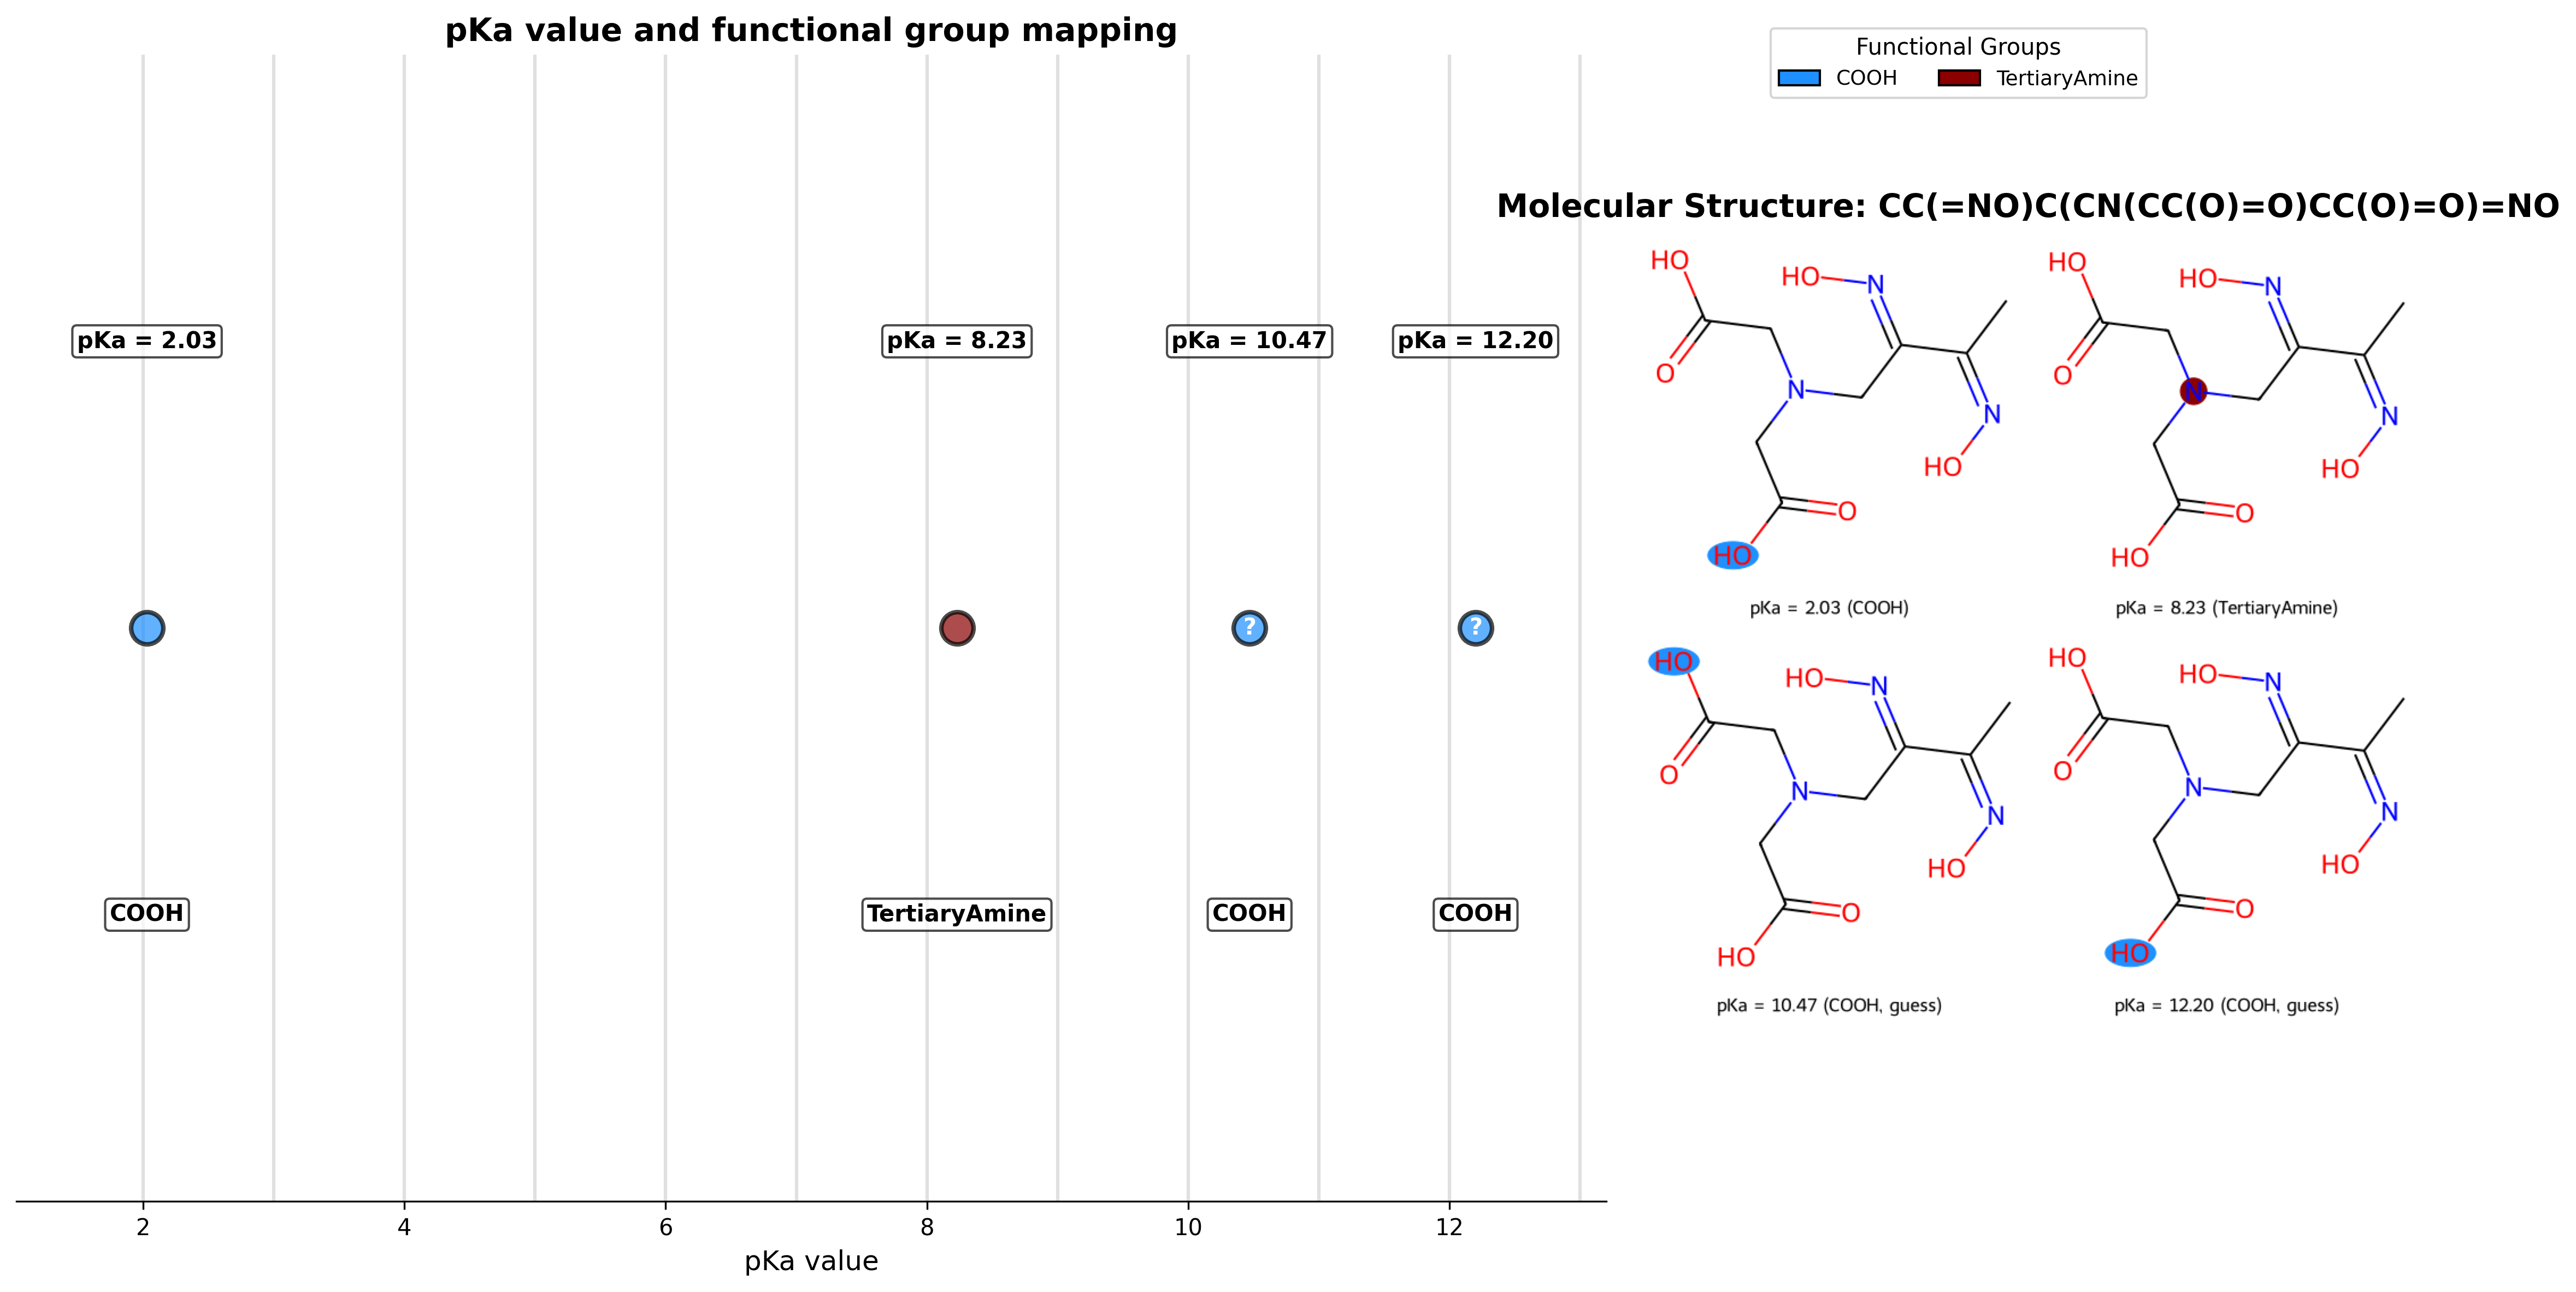 pKa value and functional group mapping
Functional Groups
COOH TertiaryAmine
Molecular Structure: CC(=NO)C(CN(CC(O)=O)CC(O)=O)=NO
pKa = 2.03 pKa = 8.23 pKa = 10.47 pKa = 12.20
? ?
COOH TertiaryAmine COOH COOH
2 4 6 8 10 12
pKa value
HO HO N
O N N
HO
O
HO
pKa = 2.03 (COOH)
HO HO N
O N N
HO
O
HO
pKa = 8.23 (TertiaryAmine)
HO HO N
O N N
HO
O
HO
pKa = 10.47 (COOH, guess)
HO HO N
O N N
HO
O
HO
pKa = 12.20 (COOH, guess)